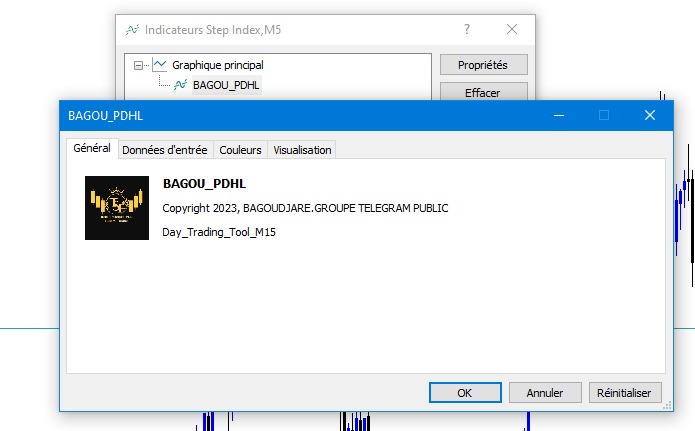 Indicateurs Step Index,M5
Graphique principal
BAGOU_PDHL
Propriétés
Effacer
BAGOU_PDHL
Général
Données d'entrée
Couleurs
Visualisation
BAGOU_PDHL
Copyright 2023, BAGOUDJARE.GROUPE TELEGRAM PUBLIC
Day_Trading_Tool_M15
OK
Annuler
Réinitialiser